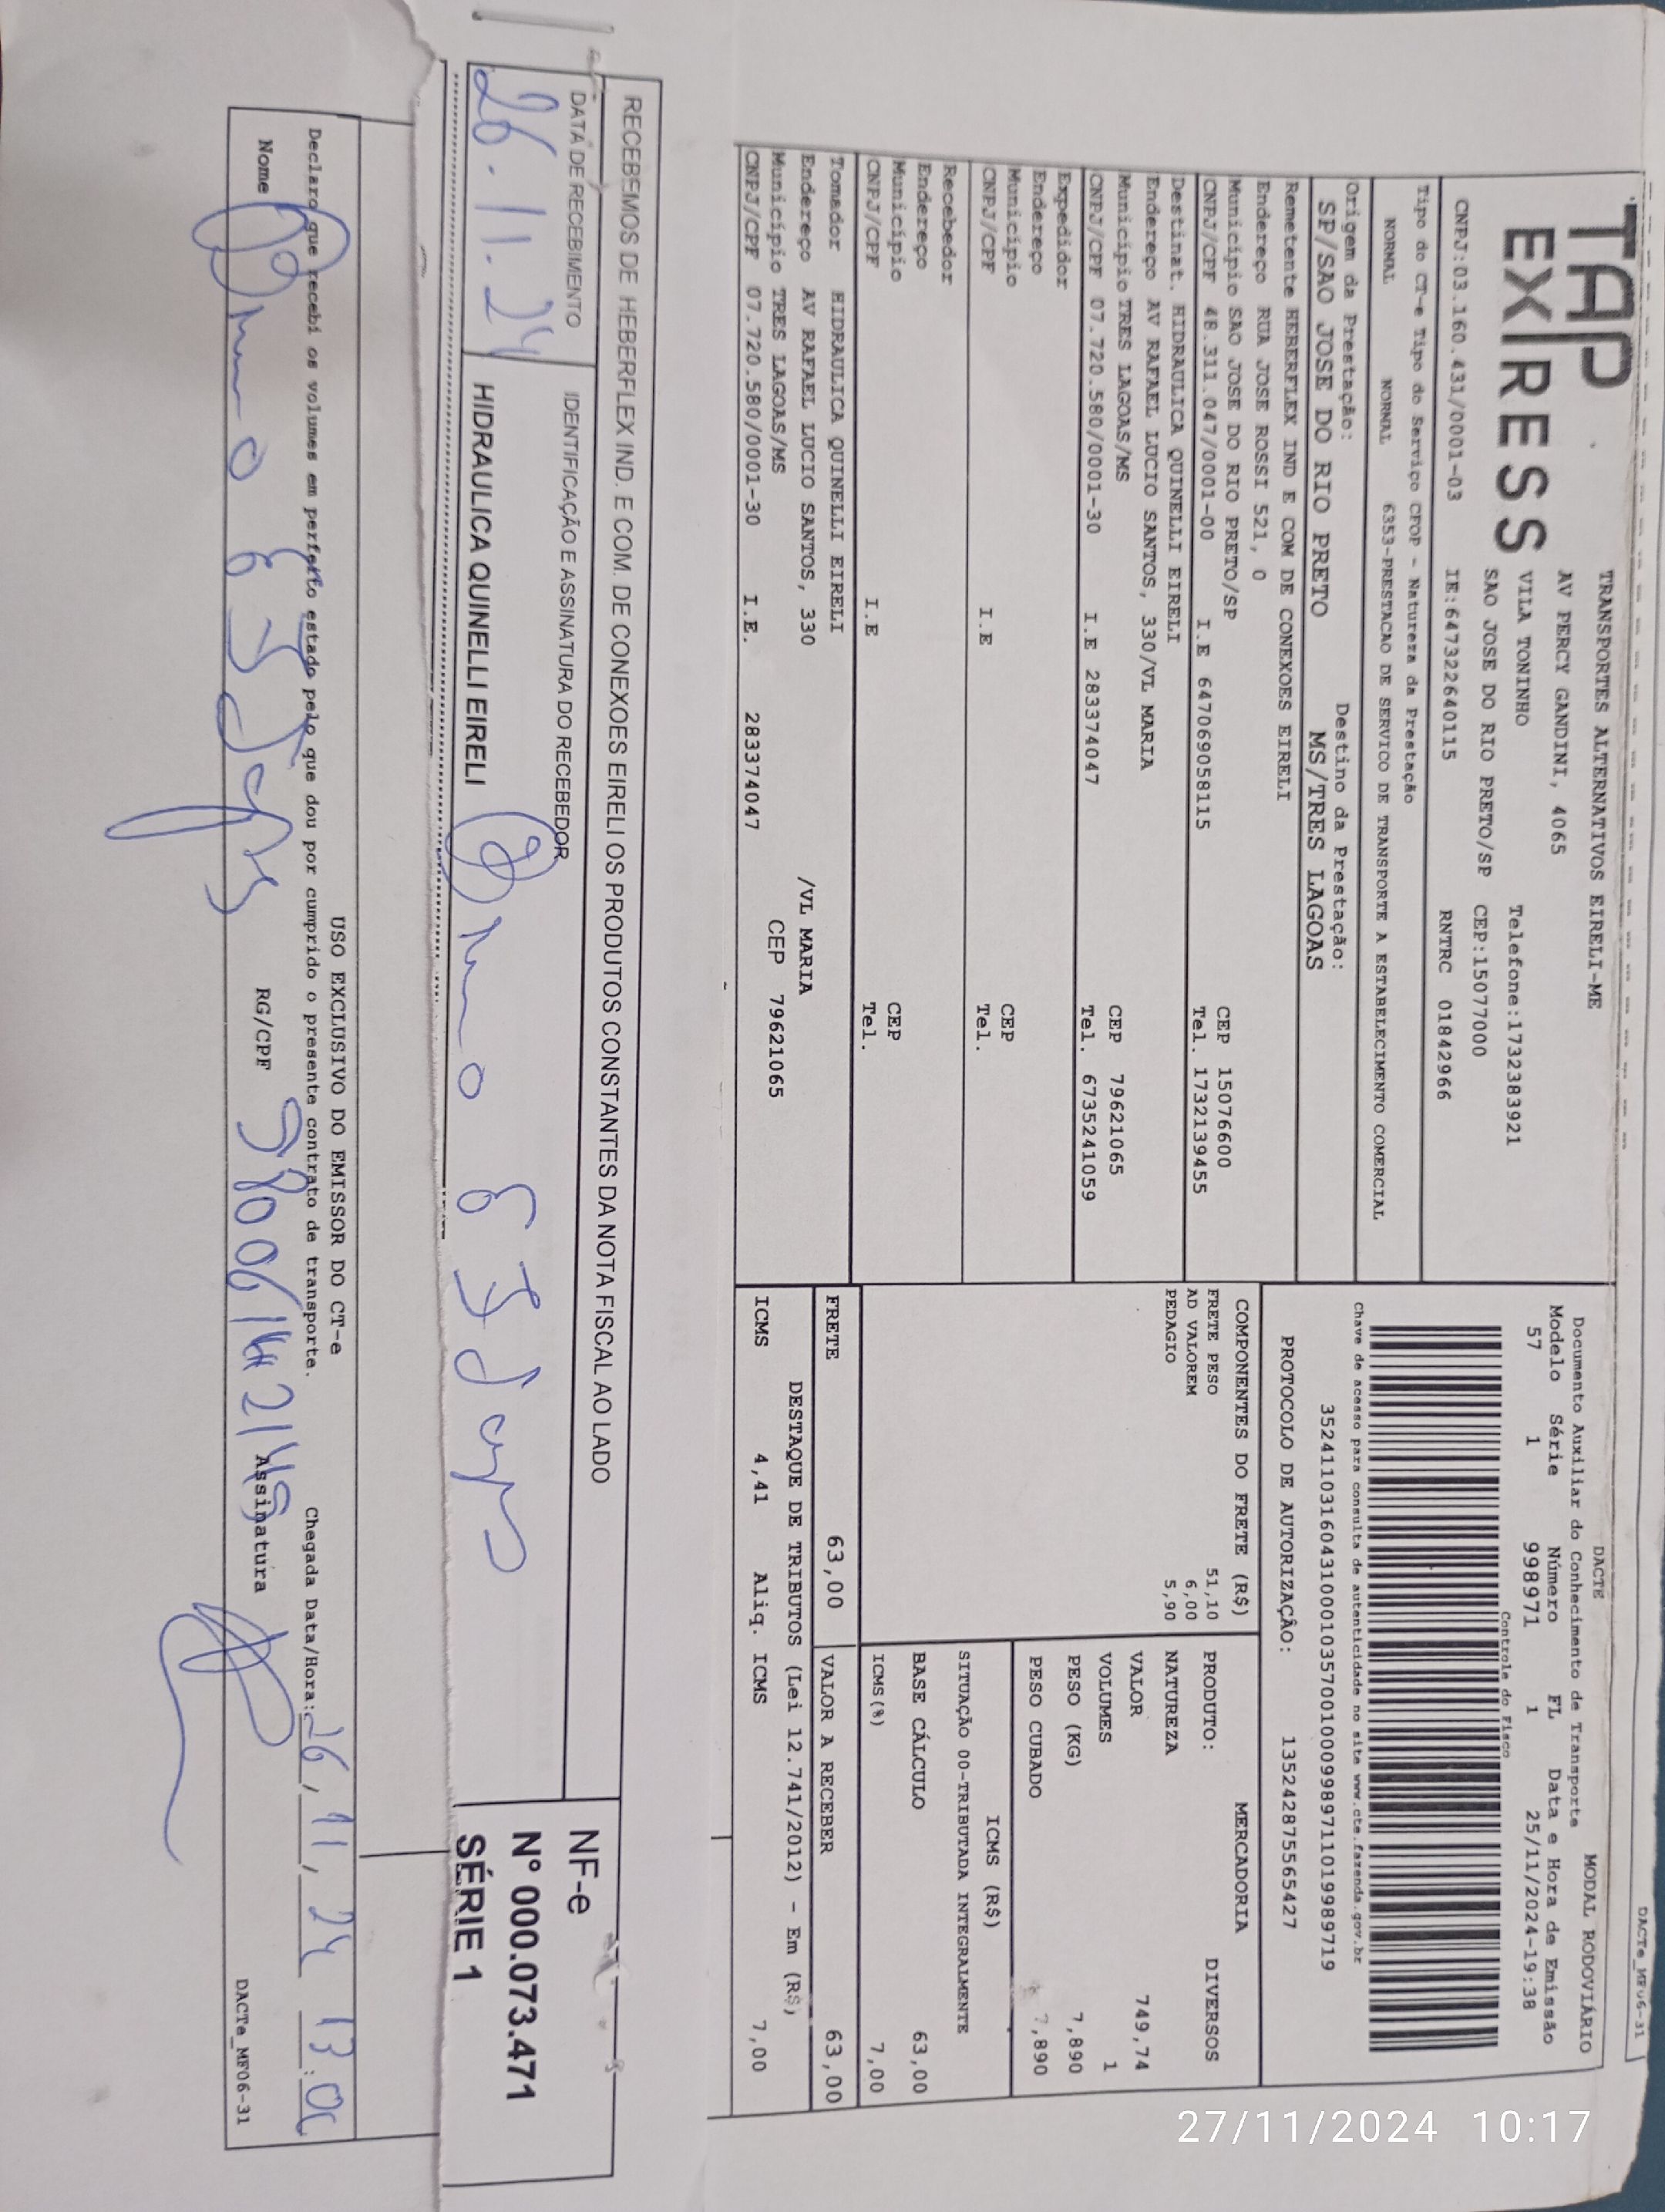 DACTe_MF06-31
TAP EXPRESS
TRANSPORTES ALTERNATIVOS EIRELI-ME
AV PERCY GANDINI, 4065
VILA TONINHO Telefone:1732383921
SAO JOSE DO RIO PRETO/SP CEP:15077000
CNPJ:03.160.431/0001-03 IE:647322640115 RNTRC 01842966
Tipo do CT-e Tipo do Serviço CFOP - Natureza da Prestação
NORMAL NORMAL 6353-PRESTACAO DE SERVICO DE TRANSPORTE A ESTABELECIMENTO COMERCIAL
Origem da Prestação: Destino da Prestação:
SP/SAO JOSE DO RIO PRETO MS/TRES LAGOAS
DACTE MODAL RODOVIÁRIO
Documento Auxiliar do Conhecimento de Transporte
Modelo Série Número FL Data e Hora de Emissão
57 1 998971 1 25/11/2024-19:38
Controle do Fisco
Chave de acesso para consulta de autenticidade no site www.cte.fazenda.gov.br
35241103160431000103570010009989711019989719
PROTOCOLO DE AUTORIZAÇÃO: 135242875565427
Remetente HEBERFLEX IND E COM DE CONEXOES EIRELI
Endereço RUA JOSE ROSSI 521, 0
Município SAO JOSE DO RIO PRETO/SP CEP 15076600
CNPJ/CPF 48.311.047/0001-00 I.E 647069058115 Tel. 1732139455
Destinat. HIDRAULICA QUINELLI EIRELI
Endereço AV RAFAEL LUCIO SANTOS, 330/VL MARIA
Município TRES LAGOAS/MS CEP 79621065
CNPJ/CPF 07.720.580/0001-30 I.E 283374047 Tel. 6735241059
Expedidor
Endereço
Município CEP
CNPJ/CPF I.E Tel.
Recebedor
Endereço
Município CEP
CNPJ/CPF I.E Tel.
Tomador HIDRAULICA QUINELLI EIRELI
Endereço AV RAFAEL LUCIO SANTOS, 330 /VL MARIA
Município TRES LAGOAS/MS CEP 79621065
CNPJ/CPF 07.720.580/0001-30 I.E. 283374047
COMPONENTES DO FRETE (R$)
FRETE PESO 51,10
AD VALOREM 6,00
PEDAGIO 5,90
MERCADORIA
PRODUTO: DIVERSOS
NATUREZA
VALOR 749,74
VOLUMES 1
PESO (KG) 7,890
PESO CUBADO 7,890
ICMS (R$)
SITUAÇÃO 00-TRIBUTADA INTEGRALMENTE
BASE CÁLCULO 63,00
ICMS(%) 7,00
FRETE 63,00 VALOR A RECEBER 63,00
DESTAQUE DE TRIBUTOS (Lei 12.741/2012) - Em (R$)
ICMS 4,41 Aliq. ICMS 7,00
RECEBEMOS DE HEBERFLEX IND. E COM. DE CONEXOES EIRELI OS PRODUTOS CONSTANTES DA NOTA FISCAL AO LADO
DATA DE RECEBIMENTO IDENTIFICAÇÃO E ASSINATURA DO RECEBEDOR
26.11.24 HIDRAULICA QUINELLI EIRELI
NF-e
Nº 000.073.471
SÉRIE 1
USO EXCLUSIVO DO EMISSOR DO CT-e
Declaro que recebi os volumes em perfeito estado pelo que dou por cumprido o presente contrato de transporte. Chegada Data/Hora: 26/11/24
Nome RG/CPF Assinatura
DACTe_MF06-31
27/11/2024 10:17